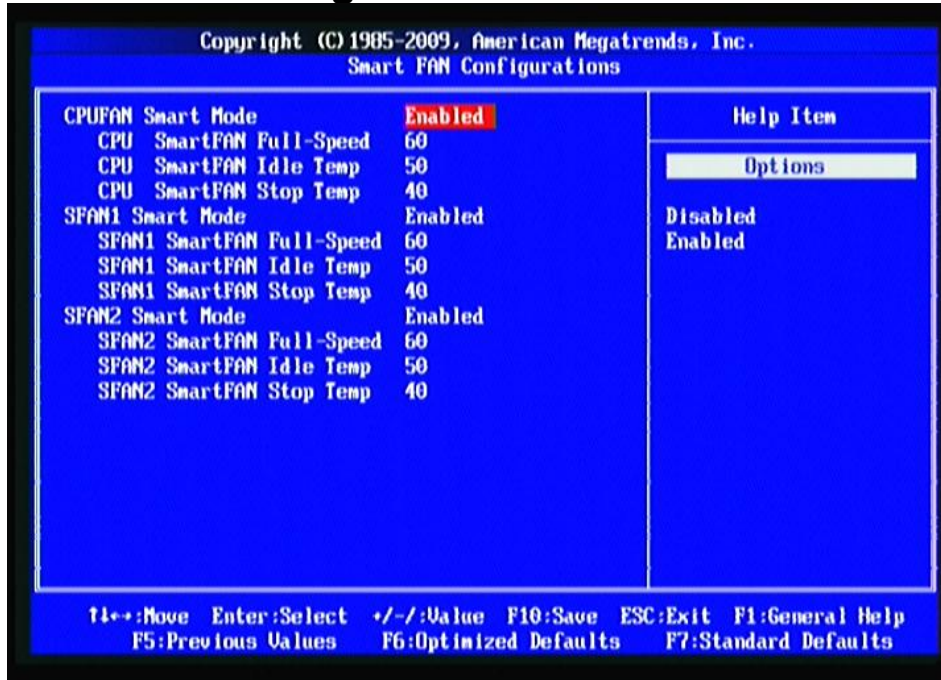 Copyright (C)1985-2009, American Megatrends, Inc.
Smart FAN Configurations
CPUFAN Smart Mode Enabled
CPU SmartFAN Full-Speed 60
CPU SmartFAN Idle Temp 50
CPU SmartFAN Stop Temp 40
SFAN1 Smart Mode Enabled
SFAN1 SmartFAN Full-Speed 60
SFAN1 SmartFAN Idle Temp 50
SFAN1 SmartFAN Stop Temp 40
SFAN2 Smart Mode Enabled
SFAN2 SmartFAN Full-Speed 60
SFAN2 SmartFAN Idle Temp 50
SFAN2 SmartFAN Stop Temp 40
Help Item
Options
Disabled
Enabled
↑↓←→:Move Enter:Select +/-/:Value F10:Save ESC:Exit F1:General Help
F5:Previous Values F6:Optimized Defaults F7:Standard Defaults